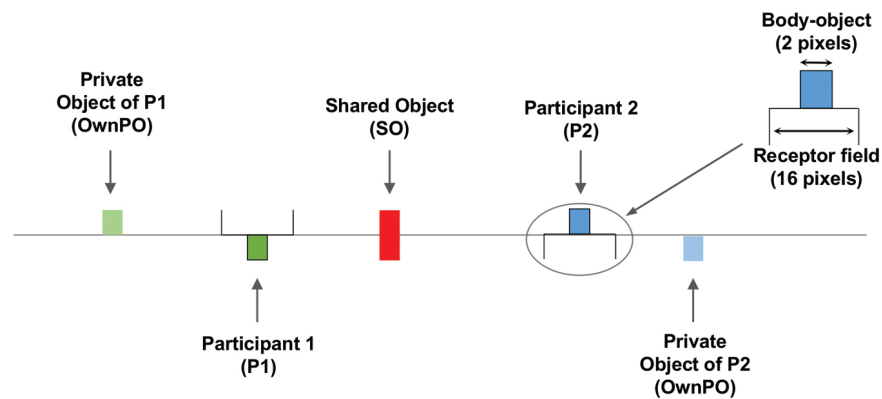 Private
Object of P1
(OwnPO)
Shared Object
(SO)
Participant 2
(P2)
Body-object
(2 pixels)
Receptor field
(16 pixels)
Participant 1
(P1)
Private
Object of P2
(OwnPO)